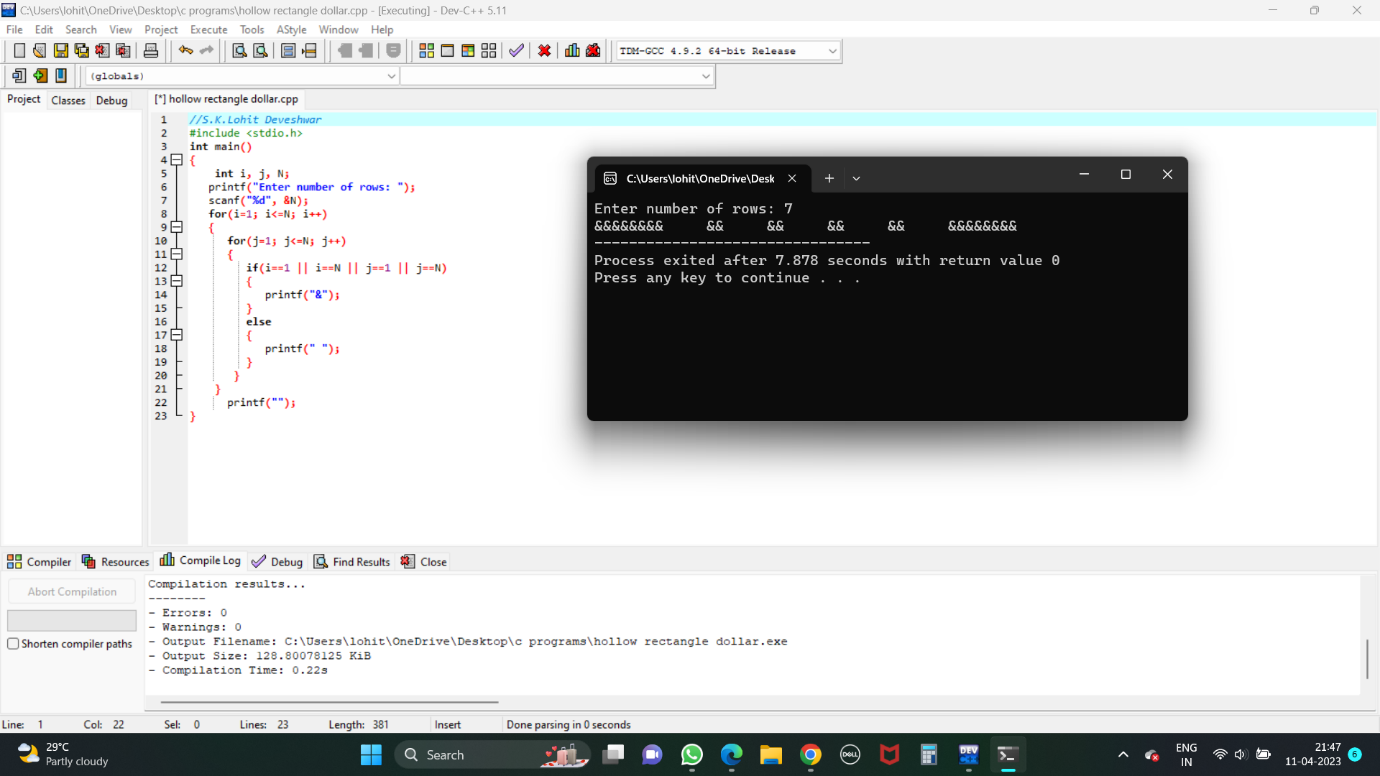 C:\Users\lohit\OneDrive\Desktop\c programs\hollow rectangle dollar.cpp - [Executing] - Dev-C++ 5.11
File Edit Search View Project Execute Tools AStyle Window Help
TDM-GCC 4.9.2 64-bit Release
(globals)
Project Classes Debug
[*] hollow rectangle dollar.cpp
1 //S.K.Lohit Deveshwar
2 #include <stdio.h>
3 int main()
4 {
5 int i, j, N;
6 printf("Enter number of rows: ");
7 scanf("%d", &N);
8 for(i=1; i<=N; i++)
9 {
10 for(j=1; j<=N; j++)
11 {
12 if(i==1 || i==N || j==1 || j==N)
13 {
14 printf("&");
15 }
16 else
17 {
18 printf(" ");
19 }
20 }
21 }
22 printf("");
23 }
C:\Users\lohit\OneDrive\Desk
Enter number of rows: 7
&&&&&&&&     &&     &&     &&     &&     &&&&&&&&
--------------------------------
Process exited after 7.878 seconds with return value 0
Press any key to continue . . .
Compiler Resources Compile Log Debug Find Results Close
Abort Compilation
Shorten compiler paths
Compilation results...
--------
- Errors: 0
- Warnings: 0
- Output Filename: C:\Users\lohit\OneDrive\Desktop\c programs\hollow rectangle dollar.exe
- Output Size: 128.80078125 KiB
- Compilation Time: 0.22s
Line: 1 Col: 22 Sel: 0 Lines: 23 Length: 381 Insert Done parsing in 0 seconds
29°C
Partly cloudy
Search
DELL
DEV
ENG
IN
21:47
11-04-2023
6